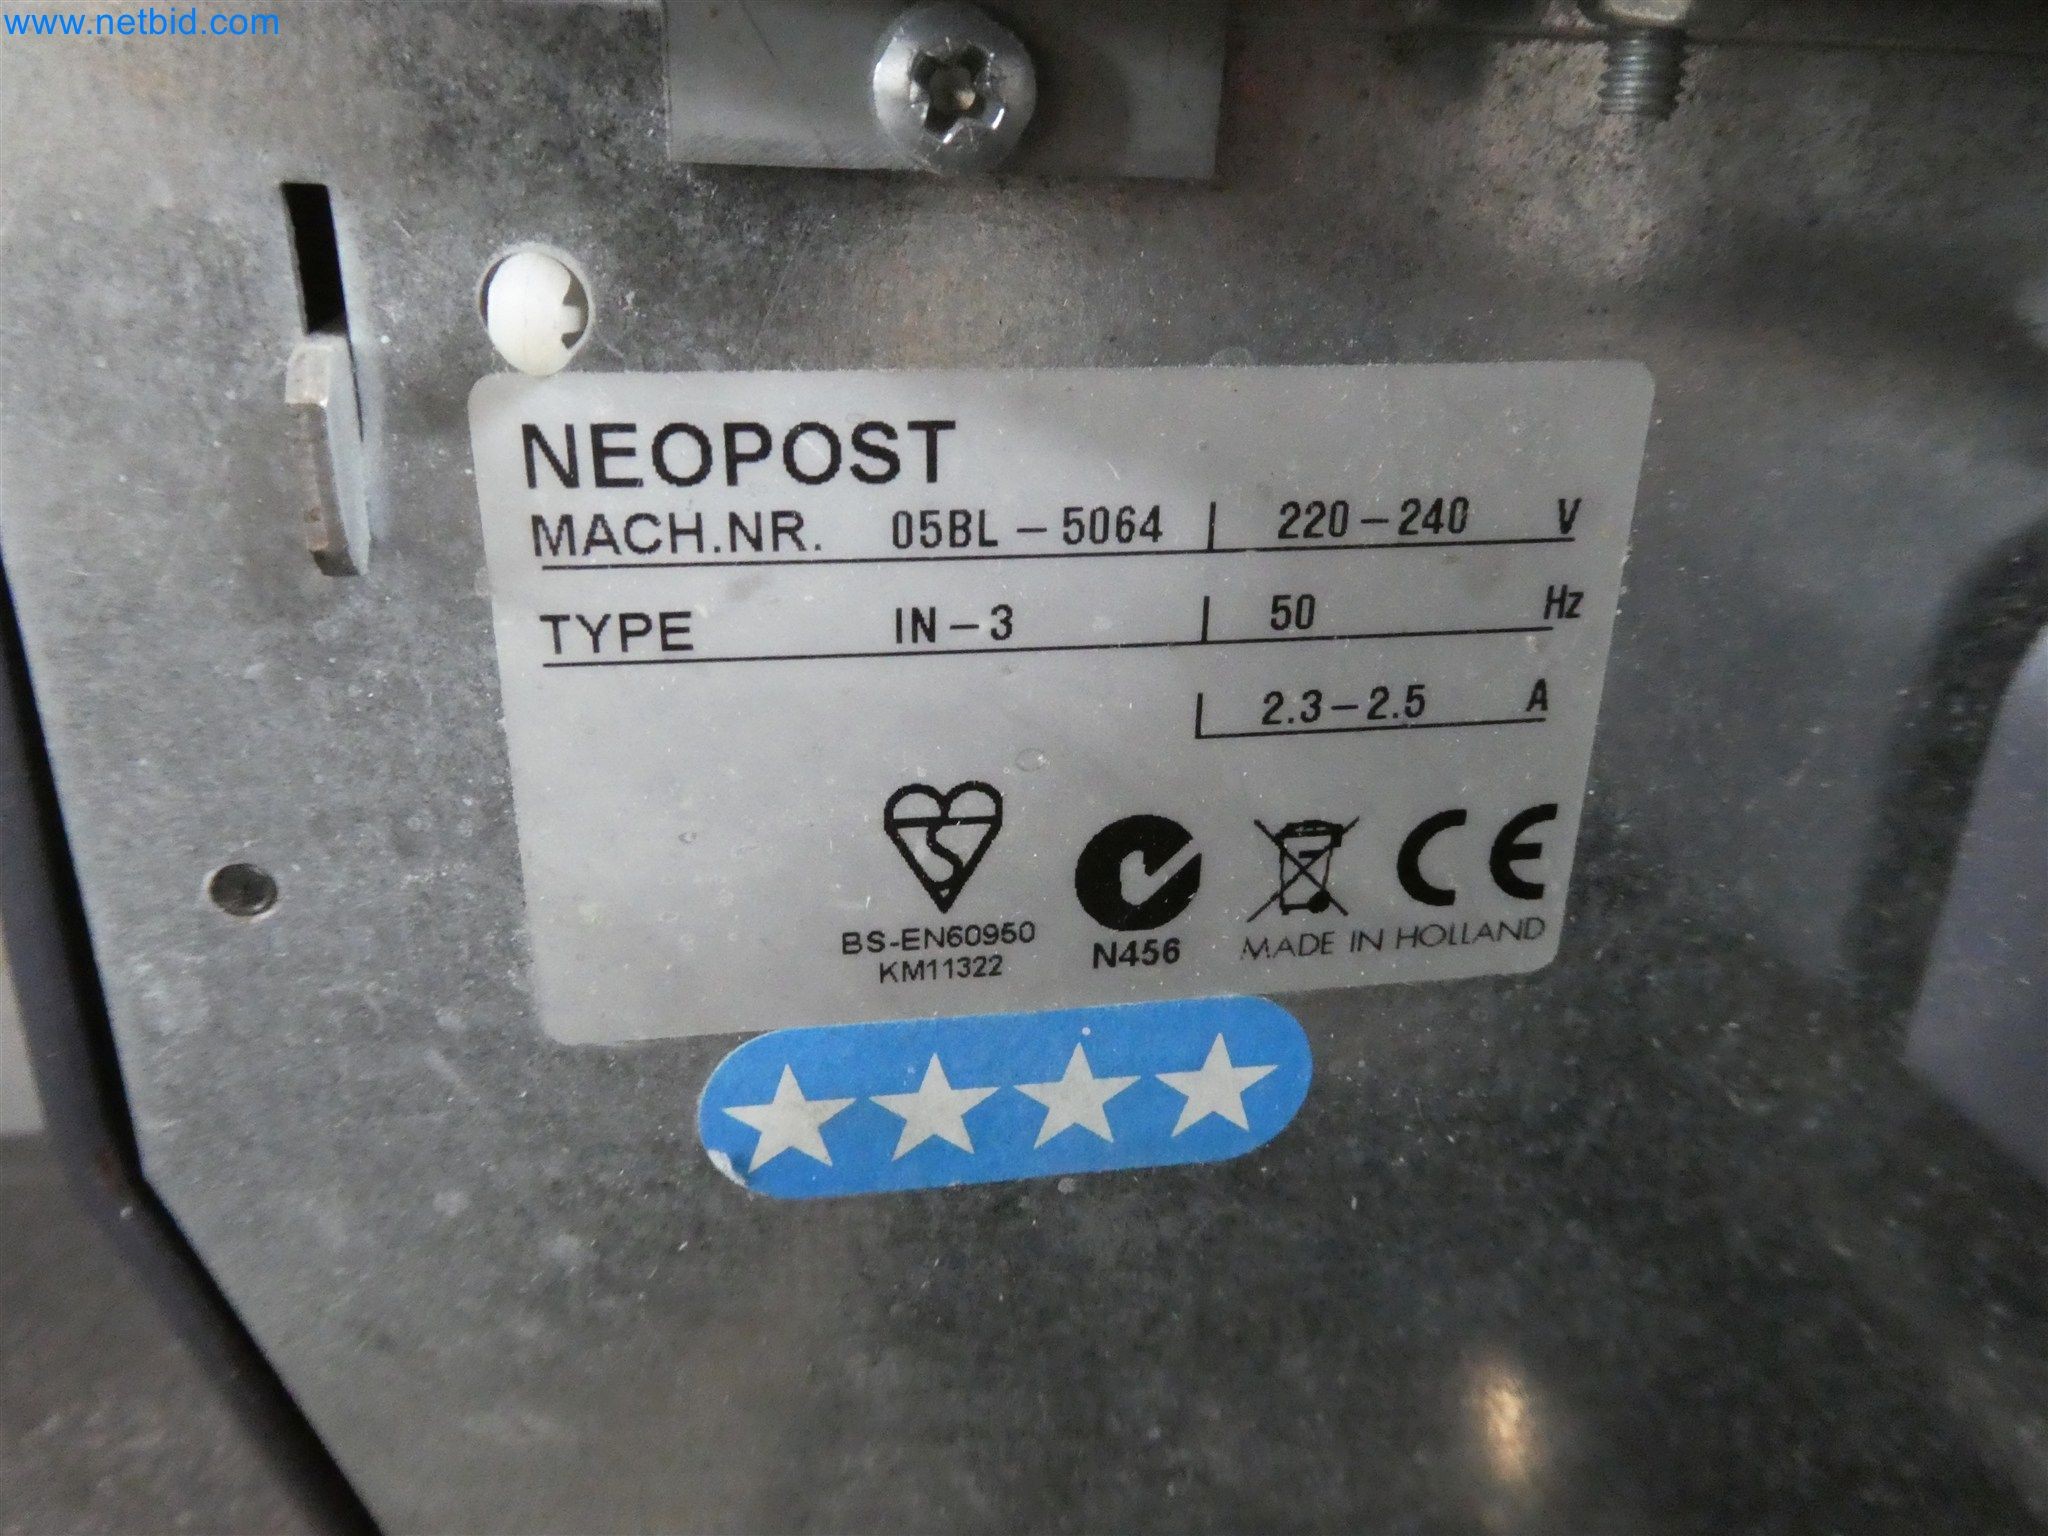 www.netbid.com
NEOPOST
MACH.NR. 05BL-5064 220-240 V
TYPE IN-3 50 Hz
2.3-2.5 A
CE
BS-EN60950
KM11322
N456
MADE IN HOLLAND